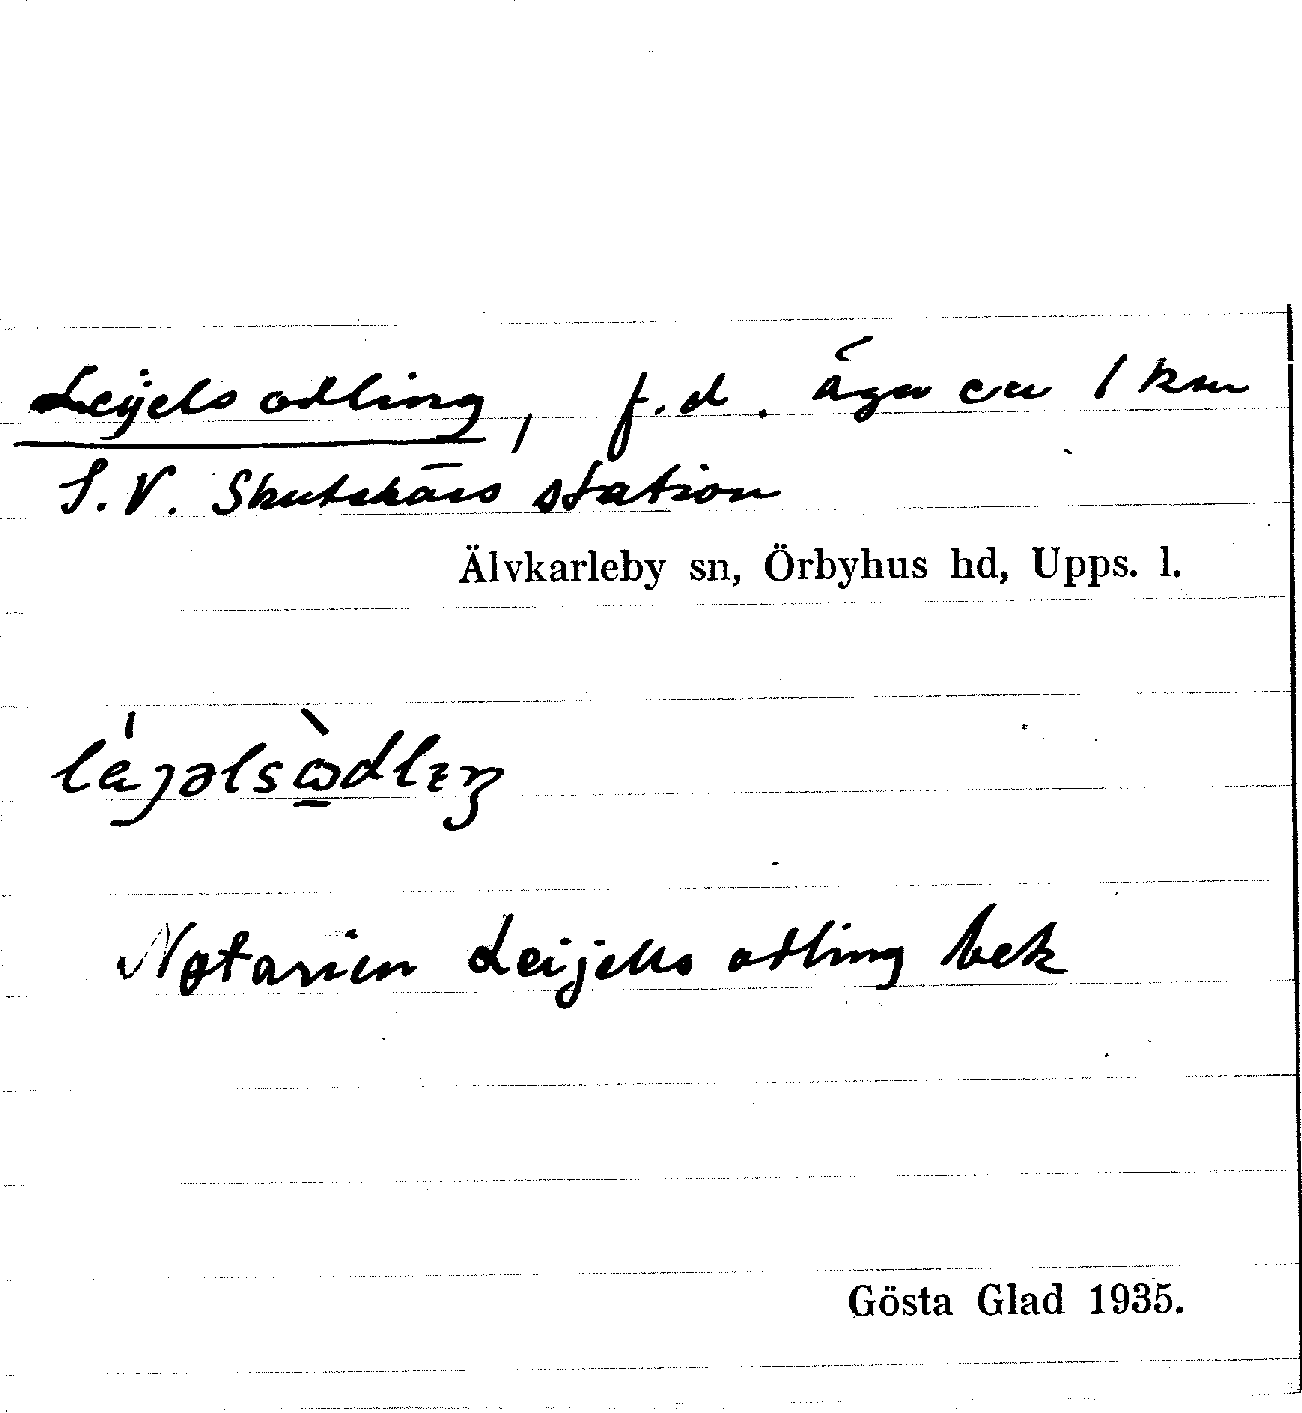 Leijels odling, f.d. äga ca 1 km
S.V. Skutskärs station
Älvkarleby sn, Örbyhus hd, Upps. l.
Notarien Leijells odling bek
Gösta Glad 1935.